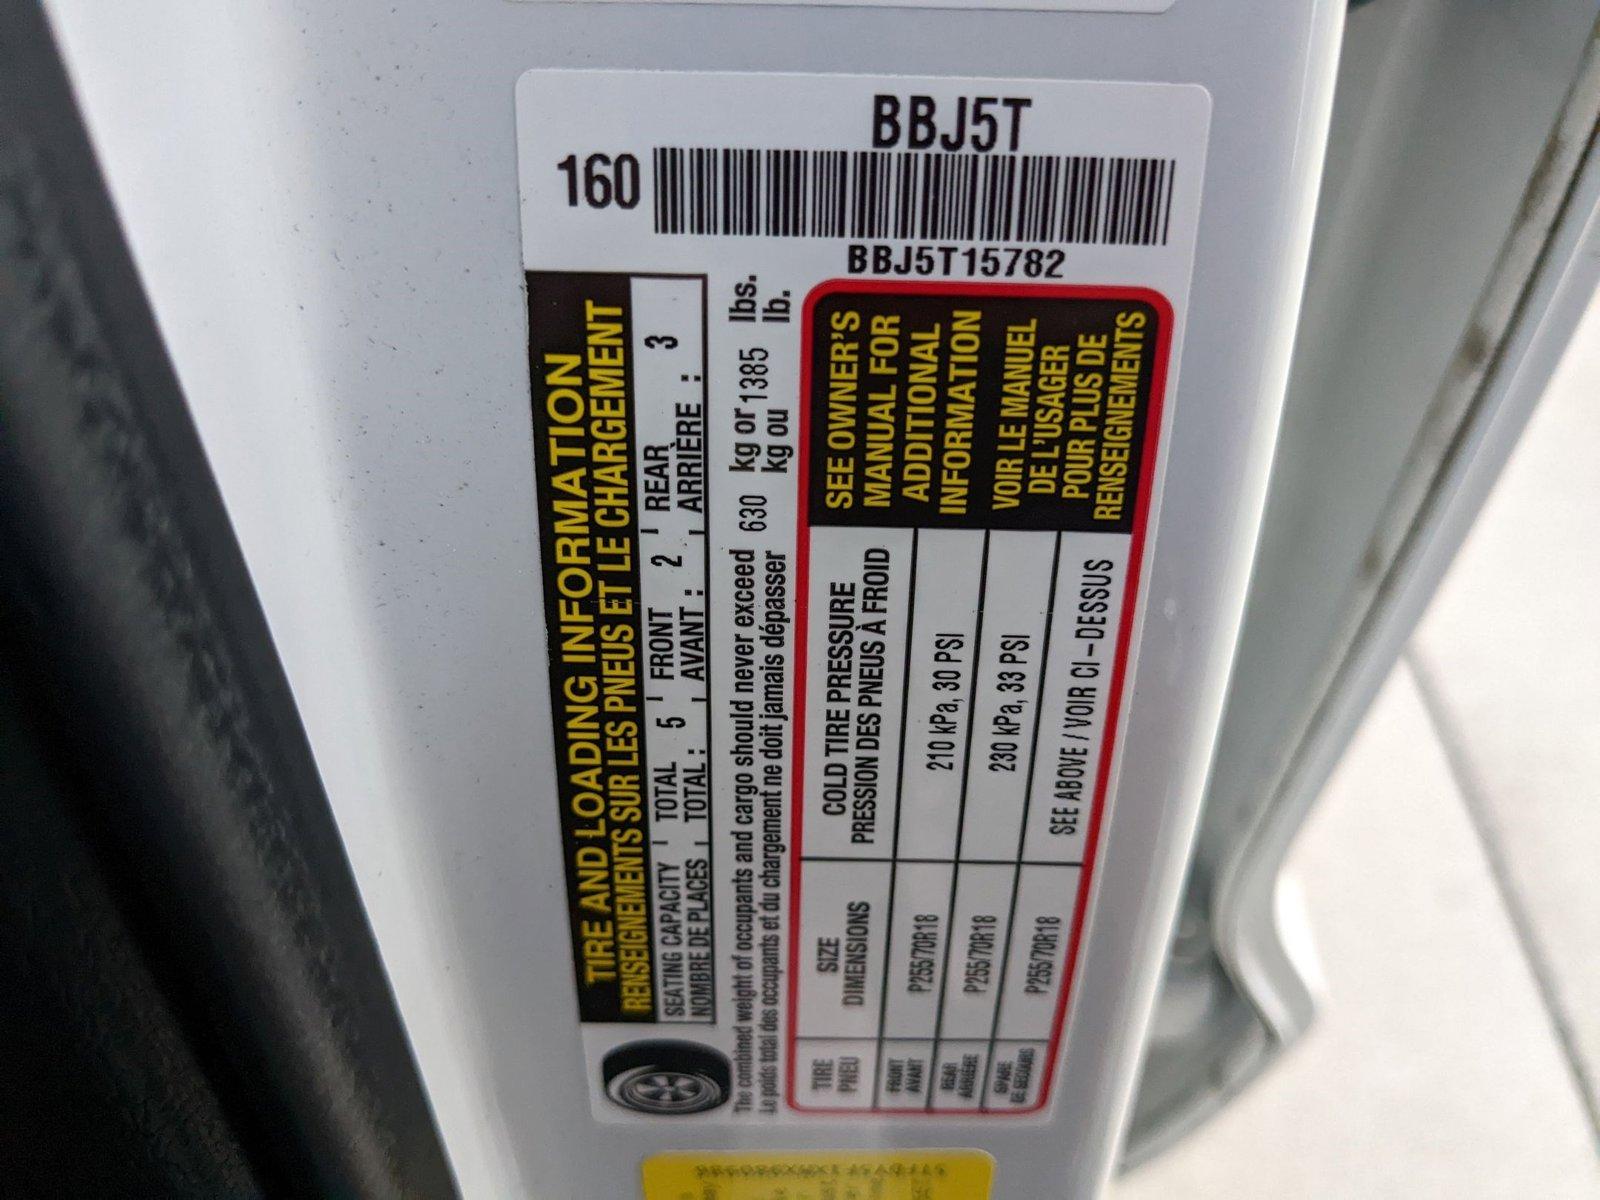 BBJ5T
160
BBJ5T15782
TIRE AND LOADING INFORMATION
RENSEIGNEMENTS SUR LES PNEUS ET LE CHARGEMENT
SEATING CAPACITY TOTAL 5 FRONT 2 REAR 3
NOMBRE DE PLACES TOTAL : AVANT : ARRIÈRE :
The combined weight of occupants and cargo should never exceed 630 kg or 1385 lbs.
Le poids total des occupants et du chargement ne doit jamais dépasser kg ou lb.
TIRE SIZE COLD TIRE PRESSURE
PNEU DIMENSIONS PRESSION DES PNEUS À FROID
FRONT P255/70R18 210 kPa, 30 PSI
AVANT
REAR P255/70R18 230 kPa, 33 PSI
ARRIÈRE
SPARE P255/70R18 SEE ABOVE / VOIR CI-DESSUS
DE SECOURS
SEE OWNER'S
MANUAL FOR
ADDITIONAL
INFORMATION
VOIR LE MANUEL
DE L'USAGER
POUR PLUS DE
RENSEIGNEMENTS